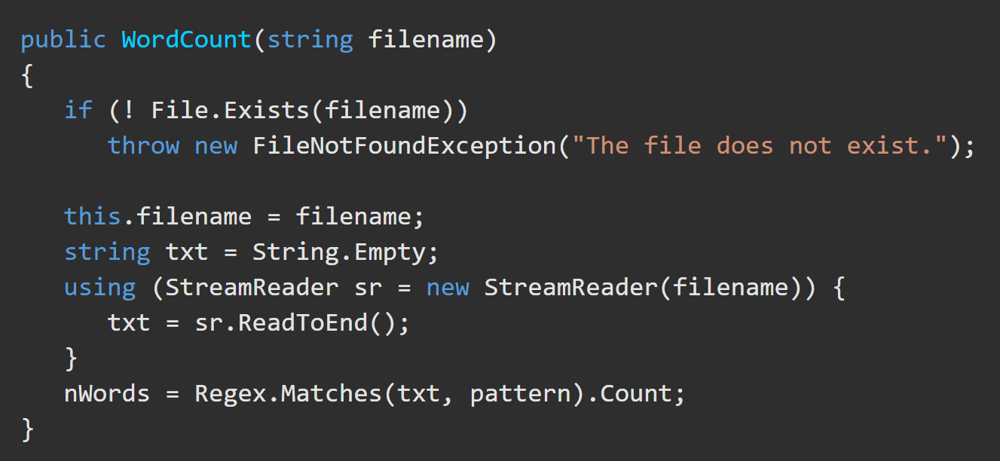 public WordCount(string filename)
{
   if (! File.Exists(filename))
      throw new FileNotFoundException("The file does not exist.");

   this.filename = filename;
   string txt = String.Empty;
   using (StreamReader sr = new StreamReader(filename)) {
      txt = sr.ReadToEnd();
   }
   nWords = Regex.Matches(txt, pattern).Count;
}